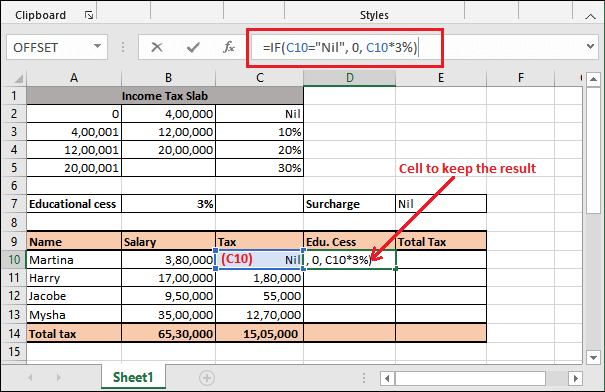 Clipboard Styles
OFFSET fx =IF(C10="Nil", 0, C10*3%)
A B C D E F
1 Income Tax Slab
2 0 4,00,000 Nil
3 4,00,001 12,00,000 10%
4 12,00,001 20,00,000 20%
5 20,00,001 30%
Cell to keep the result
6
7 Educational cess 3% Surcharge Nil
8
9 Name Salary Tax Edu. Cess Total Tax
10 Martina 3,80,000 (C10) Nil , 0, C10*3%)
11 Harry 17,00,000 1,80,000
12 Jacobe 9,50,000 55,000
13 Mysha 35,00,000 12,70,000
14 Total tax 65,30,000 15,05,000
15
Sheet1